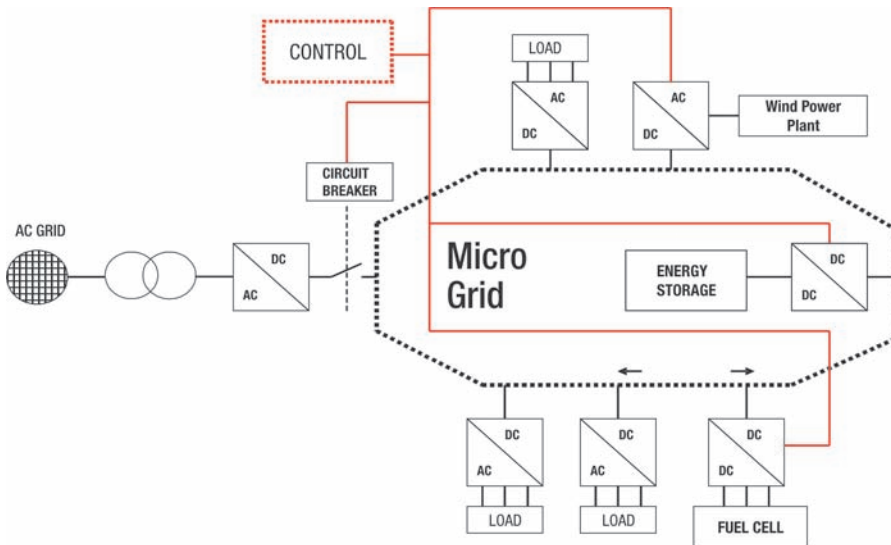 CONTROL
LOAD
AC
DC
AC
DC
Wind Power
Plant
CIRCUIT
BREAKER
AC GRID
DC
AC
Micro
Grid
ENERGY
STORAGE
DC
DC
DC
AC
DC
AC
DC
DC
LOAD
LOAD
FUEL CELL